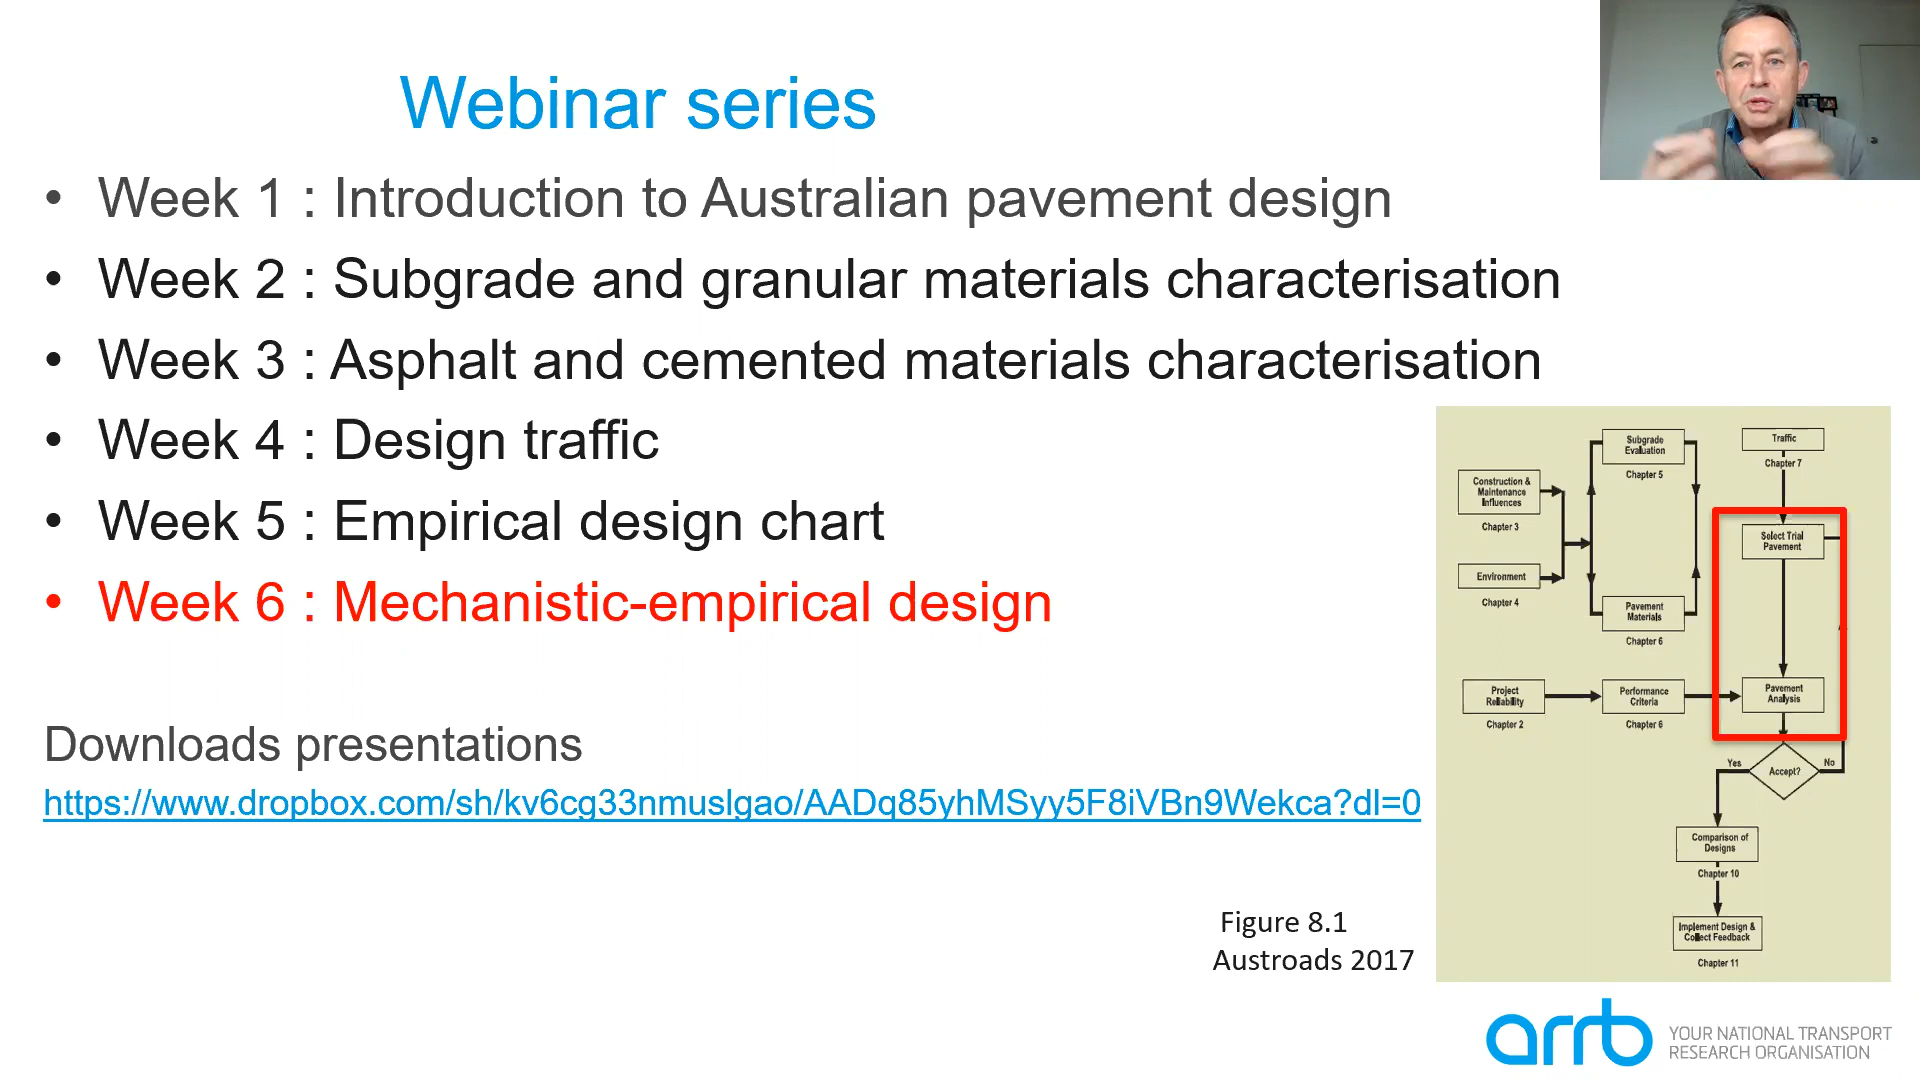 Webinar series
• Week 1 : Introduction to Australian pavement design
• Week 2 : Subgrade and granular materials characterisation
• Week 3 : Asphalt and cemented materials characterisation
• Week 4 : Design traffic
• Week 5 : Empirical design chart
• Week 6 : Mechanistic-empirical design
Downloads presentations
https://www.dropbox.com/sh/kv6cg33nmuslgao/AADq85yhMSyy5F8iVBn9Wekca?dl=0
Figure 8.1
Austroads 2017
Subgrade
Evaluation
Chapter 5
Traffic
Chapter 7
Construction &
Maintenance
Influences
Chapter 3
Select Trial
Pavement
Environment
Chapter 4
Pavement
Materials
Chapter 6
Project
Reliability
Chapter 2
Performance
Criteria
Chapter 6
Pavement
Analysis
Yes
Accept?
No
Comparison of
Designs
Chapter 10
Implement Design &
Collect Feedback
Chapter 11
arrb
YOUR NATIONAL TRANSPORT
RESEARCH ORGANISATION